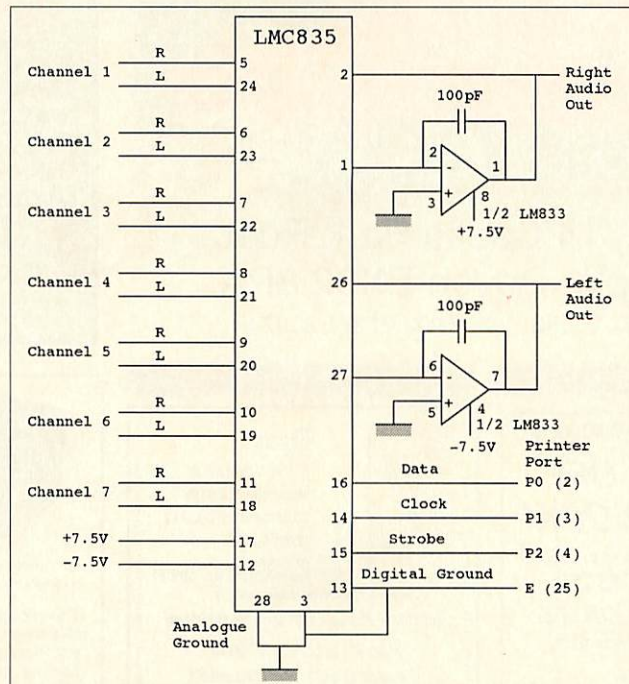 LMC835
Channel 1
R
5
L
24
Channel 2
R
6
L
23
Channel 3
R
7
L
22
Channel 4
R
8
L
21
Channel 5
R
9
L
20
Channel 6
R
10
L
19
Channel 7
R
11
L
18
+7.5V
17
-7.5V
12
28
3
Analogue
Ground
2
Right
Audio
Out
100pF
1
2
-
1
+
3
8
1/2 LM833
+7.5V
26
Left
Audio
Out
100pF
27
6
-
7
+
5
4
1/2 LM833
-7.5V
Printer
Port
16
Data
P0 (2)
14
Clock
P1 (3)
15
Strobe
P2 (4)
13
Digital Ground
E (25)